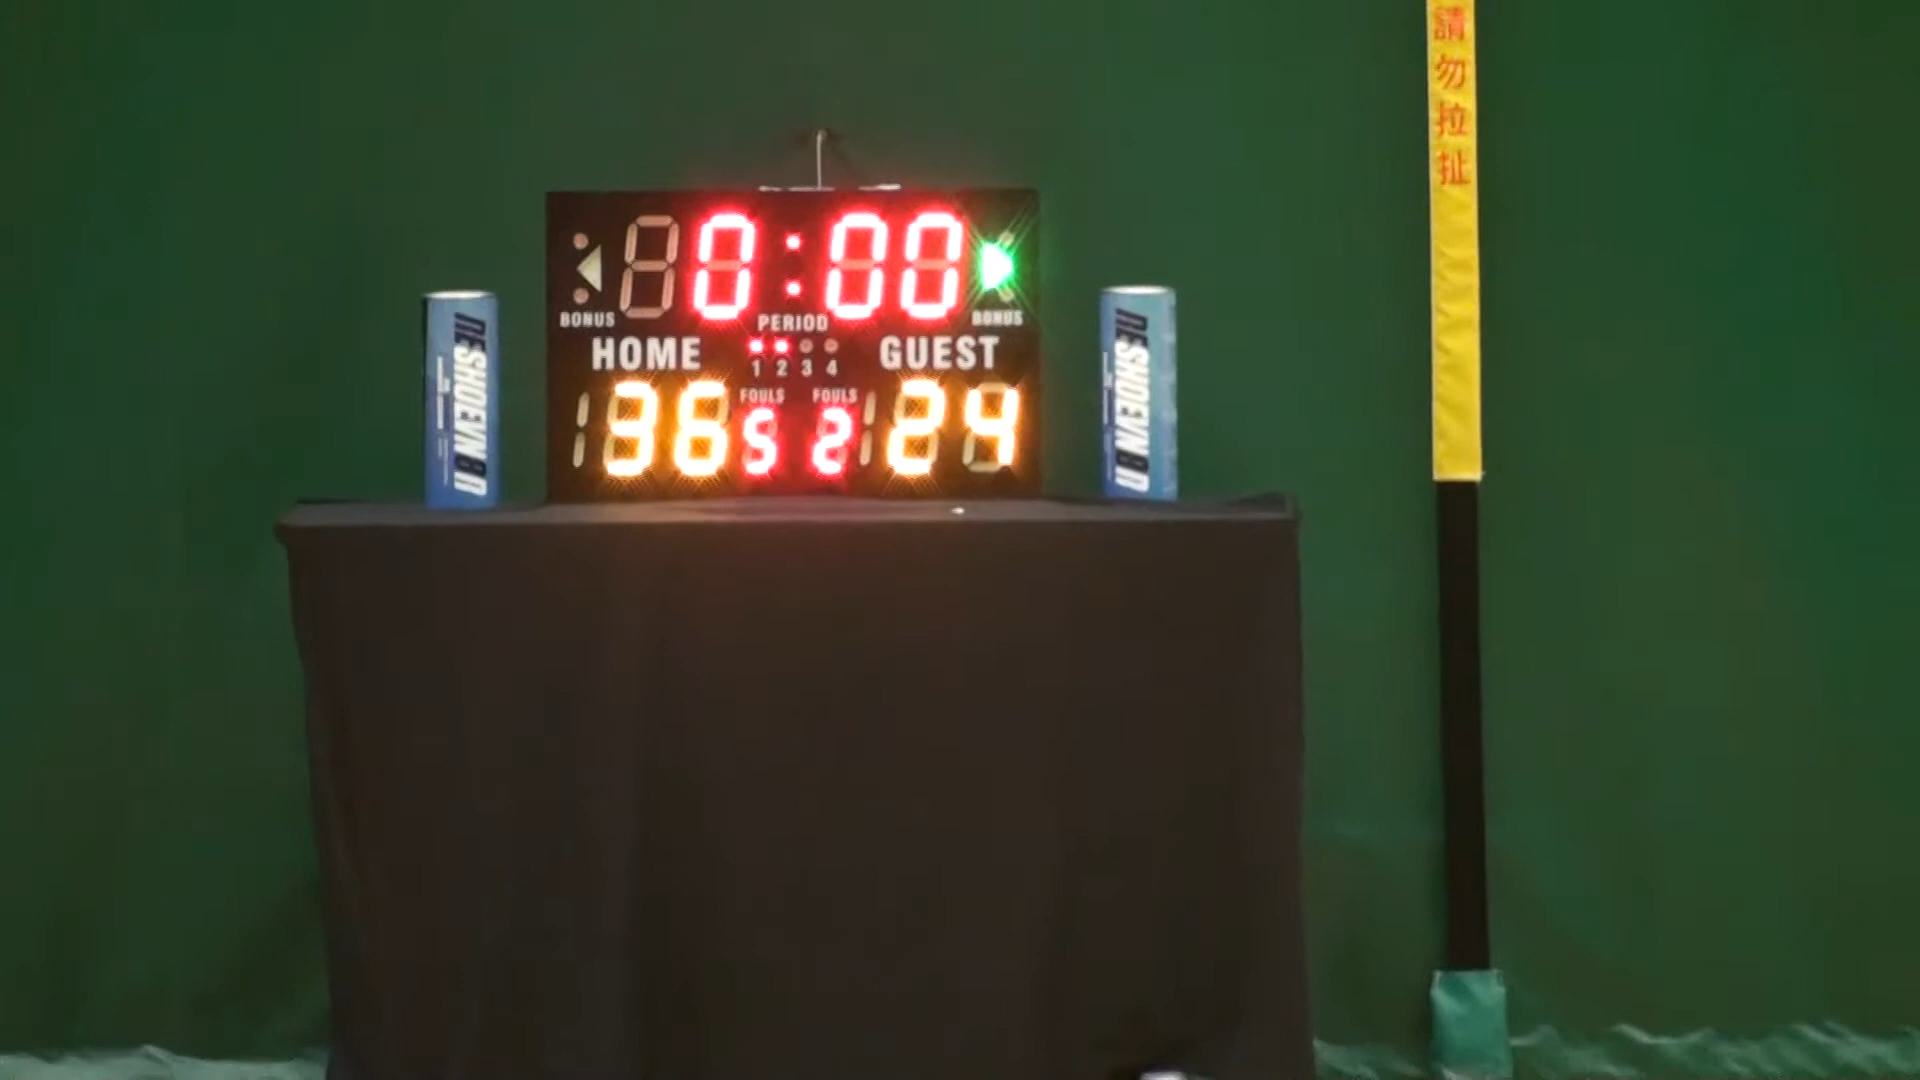 請勿拉扯
0:00
BONUS
PERIOD
BONUS
HOME
GUEST
1 2 3 4
FOULS
FOULS
36
5
2
24